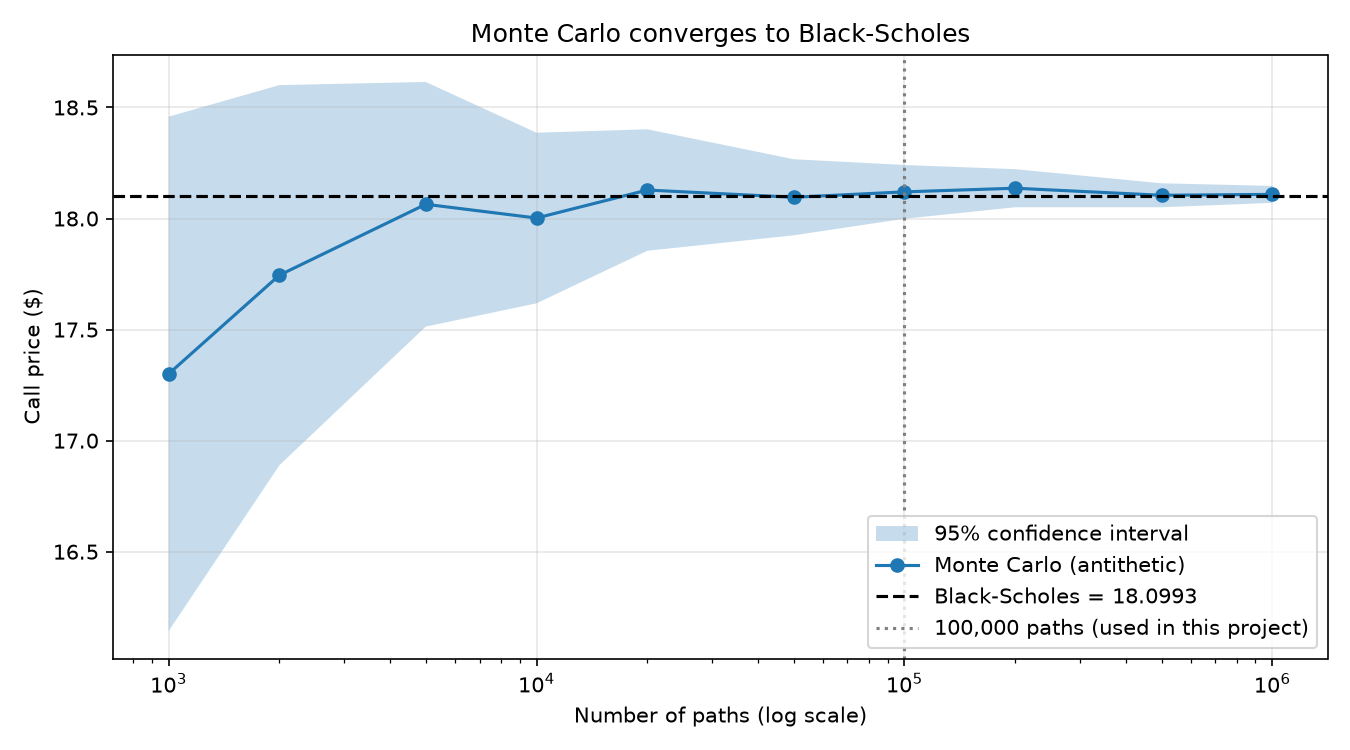 Monte Carlo converges to Black-Scholes
Call price ($)
18.5
18.0
17.5
17.0
16.5
95% confidence interval
Monte Carlo (antithetic)
Black-Scholes = 18.0993
100,000 paths (used in this project)
10³ 10⁴ 10⁵ 10⁶
Number of paths (log scale)